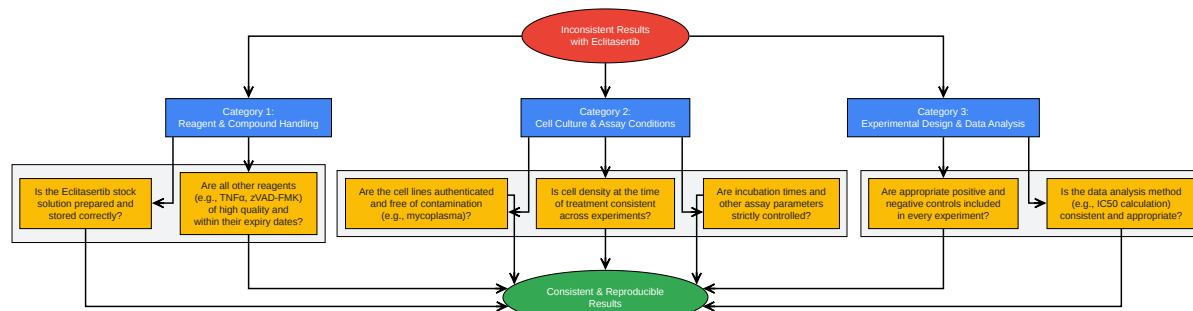 Inconsistent Results
with Eclitasertib
Category 1:
Reagent & Compound Handling
Category 2:
Cell Culture & Assay Conditions
Category 3:
Experimental Design & Data Analysis
Is the Eclitasertib stock
solution prepared and
stored correctly?
Are all other reagents
(e.g., TNFα, zVAD-FMK)
of high quality and
within their expiry dates?
Are the cell lines authenticated
and free of contamination
(e.g., mycoplasma)?
Is cell density at the time
of treatment consistent
across experiments?
Are incubation times and
other assay parameters
strictly controlled?
Are appropriate positive and
negative controls included
in every experiment?
Is the data analysis method
(e.g., IC50 calculation)
consistent and appropriate?
Consistent & Reproducible
Results